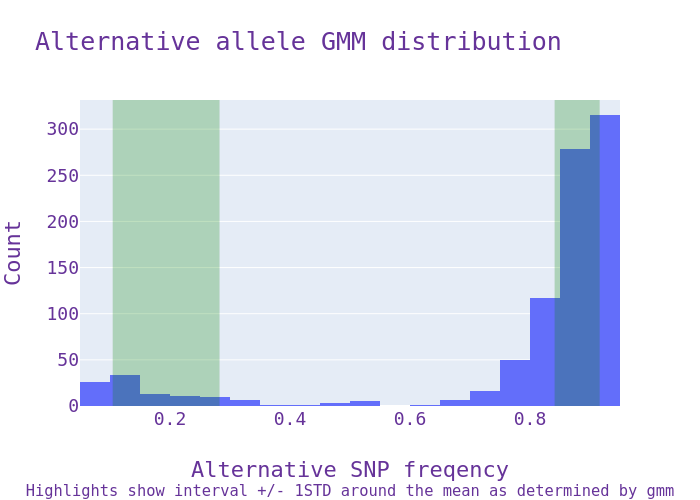 Alternative allele GMM distribution
300
250
200
150
100
50
0
Count
0.2
0.4
0.6
0.8
Alternative SNP freqency
Highlights show interval +/- 1STD around the mean as determined by gmm